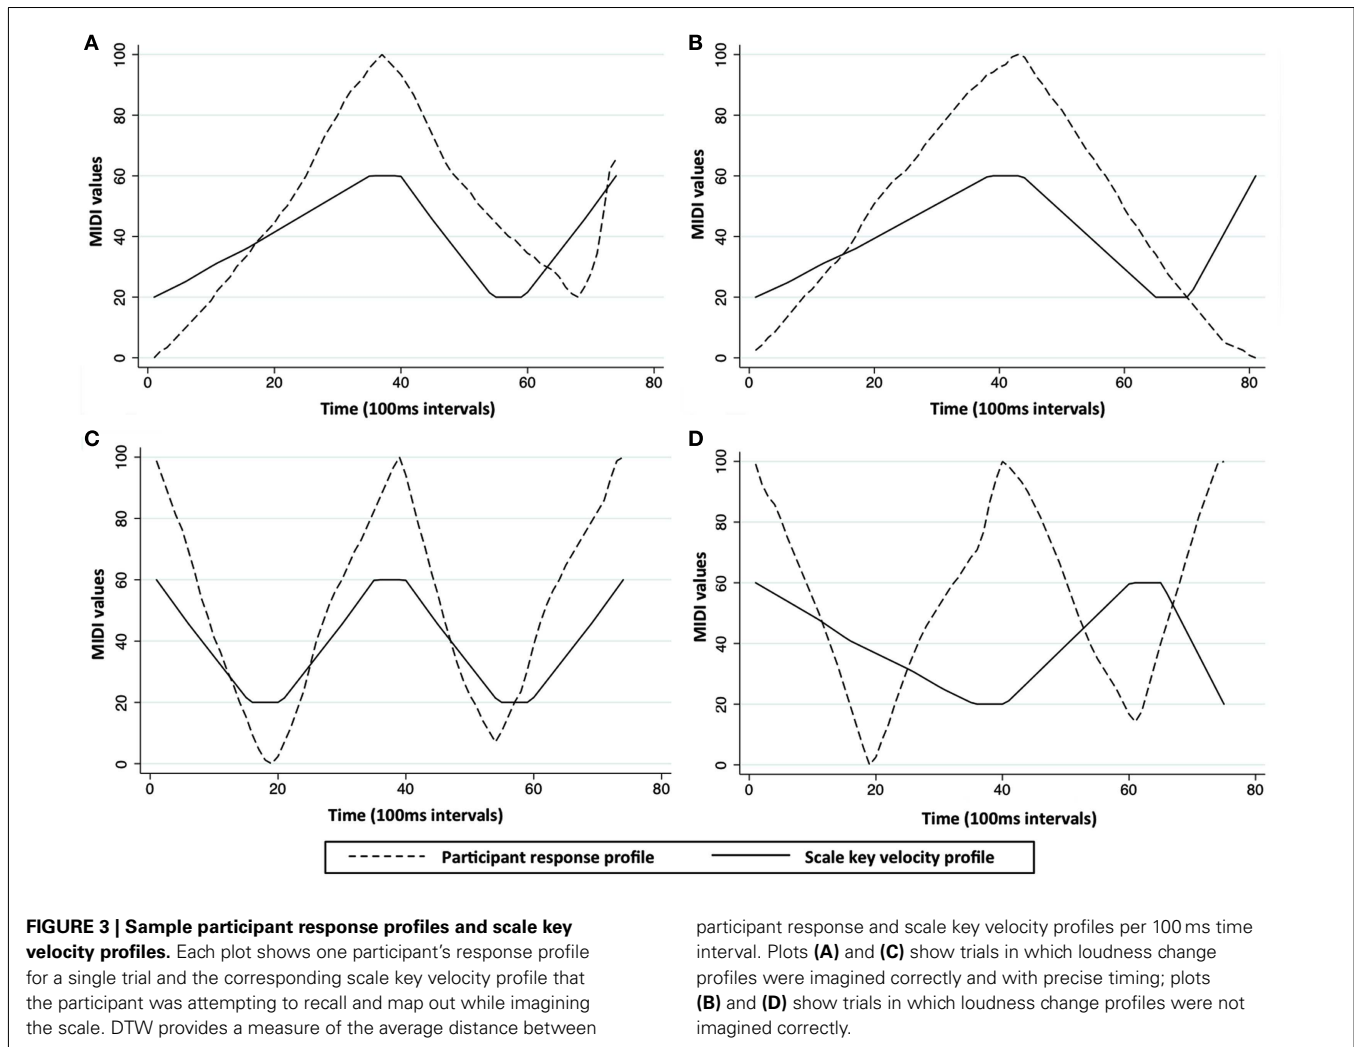 A
100
80
60
40
20
0
MIDI values
0 20 40 60 80
Time (100ms intervals)
B
100
80
60
40
20
0
MIDI values
0 20 40 60 80
Time (100ms intervals)
C
100
80
60
40
20
0
MIDI values
0 20 40 60 80
Time (100ms intervals)
D
100
80
60
40
20
0
MIDI values
0 20 40 60 80
Time (100ms intervals)
Participant response profile Scale key velocity profile
FIGURE 3 | Sample participant response profiles and scale key
velocity profiles. Each plot shows one participant's response profile
for a single trial and the corresponding scale key velocity profile that
the participant was attempting to recall and map out while imagining
the scale. DTW provides a measure of the average distance between
participant response and scale key velocity profiles per 100 ms time
interval. Plots (A) and (C) show trials in which loudness change
profiles were imagined correctly and with precise timing; plots
(B) and (D) show trials in which loudness change profiles were not
imagined correctly.